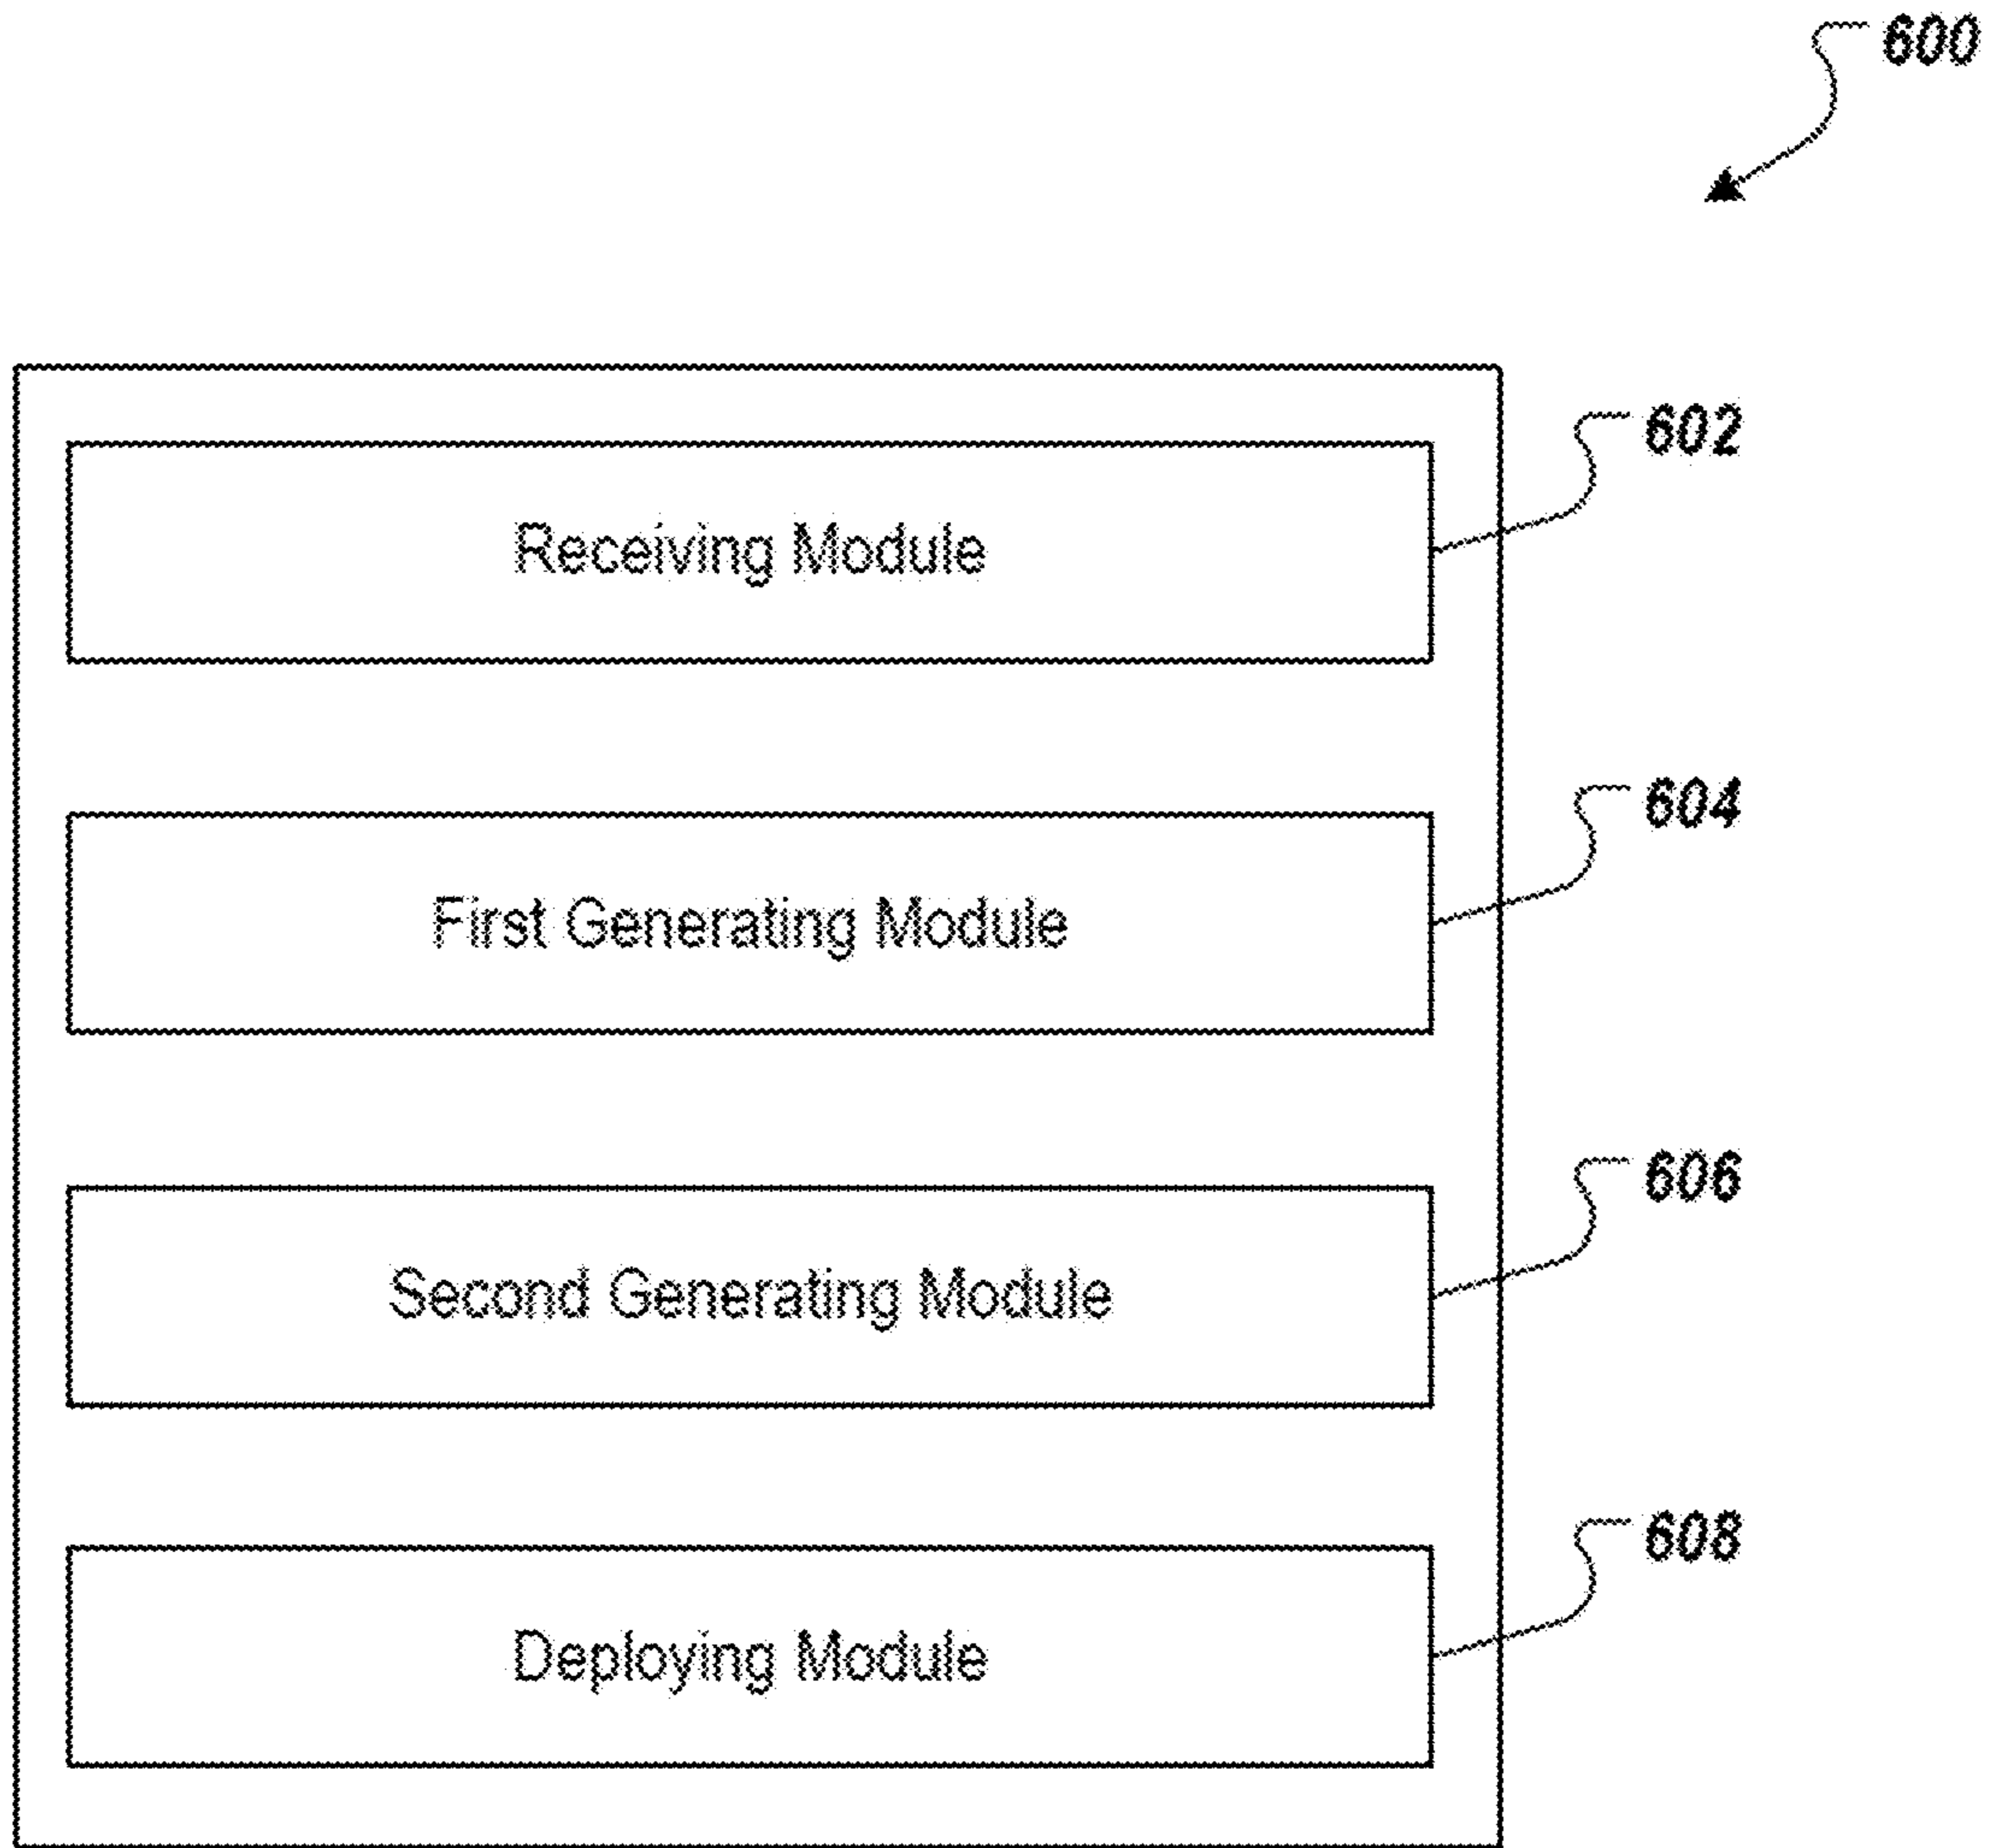 600
602
Receiving Module
604
First Generating Module
606
Second Generating Module
608
Deploying Module